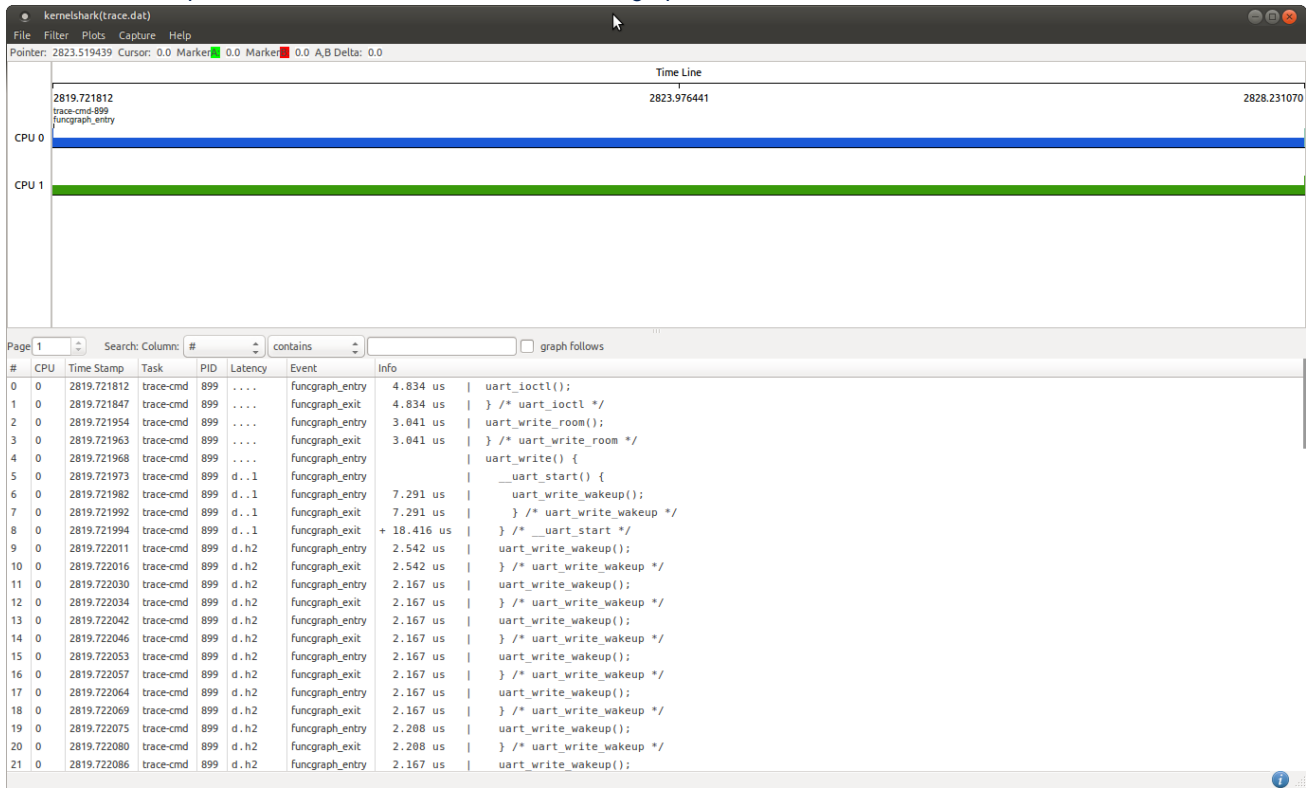 kernelshark(trace.dat)
File Filter Plots Capture Help
Pointer: 2823.519439 Cursor: 0.0 MarkerA: 0.0 Marker 0.0 A,B Delta: 0.0
Time Line
2819.721812 2823.976441 2828.231070
trace-cmd-899
funcgraph_entry
CPU 0
CPU 1
Page 1 Search: Column: # contains graph follows
# CPU Time Stamp Task PID Latency Event Info
0 0 2819.721812 trace-cmd 899 .... funcgraph_entry 4.834 us | uart_ioctl();
1 0 2819.721847 trace-cmd 899 .... funcgraph_exit 4.834 us | } /* uart_ioctl */
2 0 2819.721954 trace-cmd 899 .... funcgraph_entry 3.041 us | uart_write_room();
3 0 2819.721963 trace-cmd 899 .... funcgraph_exit 3.041 us | } /* uart_write_room */
4 0 2819.721968 trace-cmd 899 .... funcgraph_entry | uart_write() {
5 0 2819.721973 trace-cmd 899 d..1 funcgraph_entry | __uart_start() {
6 0 2819.721982 trace-cmd 899 d..1 funcgraph_entry 7.291 us | uart_write_wakeup();
7 0 2819.721992 trace-cmd 899 d..1 funcgraph_exit 7.291 us | } /* uart_write_wakeup */
8 0 2819.721994 trace-cmd 899 d..1 funcgraph_exit + 18.416 us | } /* __uart_start */
9 0 2819.722011 trace-cmd 899 d.h2 funcgraph_entry 2.542 us | uart_write_wakeup();
10 0 2819.722016 trace-cmd 899 d.h2 funcgraph_exit 2.542 us | } /* uart_write_wakeup */
11 0 2819.722030 trace-cmd 899 d.h2 funcgraph_entry 2.167 us | uart_write_wakeup();
12 0 2819.722034 trace-cmd 899 d.h2 funcgraph_exit 2.167 us | } /* uart_write_wakeup */
13 0 2819.722042 trace-cmd 899 d.h2 funcgraph_entry 2.167 us | uart_write_wakeup();
14 0 2819.722046 trace-cmd 899 d.h2 funcgraph_exit 2.167 us | } /* uart_write_wakeup */
15 0 2819.722053 trace-cmd 899 d.h2 funcgraph_entry 2.167 us | uart_write_wakeup();
16 0 2819.722057 trace-cmd 899 d.h2 funcgraph_exit 2.167 us | } /* uart_write_wakeup */
17 0 2819.722064 trace-cmd 899 d.h2 funcgraph_entry 2.167 us | uart_write_wakeup();
18 0 2819.722069 trace-cmd 899 d.h2 funcgraph_exit 2.167 us | } /* uart_write_wakeup */
19 0 2819.722075 trace-cmd 899 d.h2 funcgraph_entry 2.208 us | uart_write_wakeup();
20 0 2819.722080 trace-cmd 899 d.h2 funcgraph_exit 2.208 us | } /* uart_write_wakeup */
21 0 2819.722086 trace-cmd 899 d.h2 funcgraph_entry 2.167 us | uart_write_wakeup();